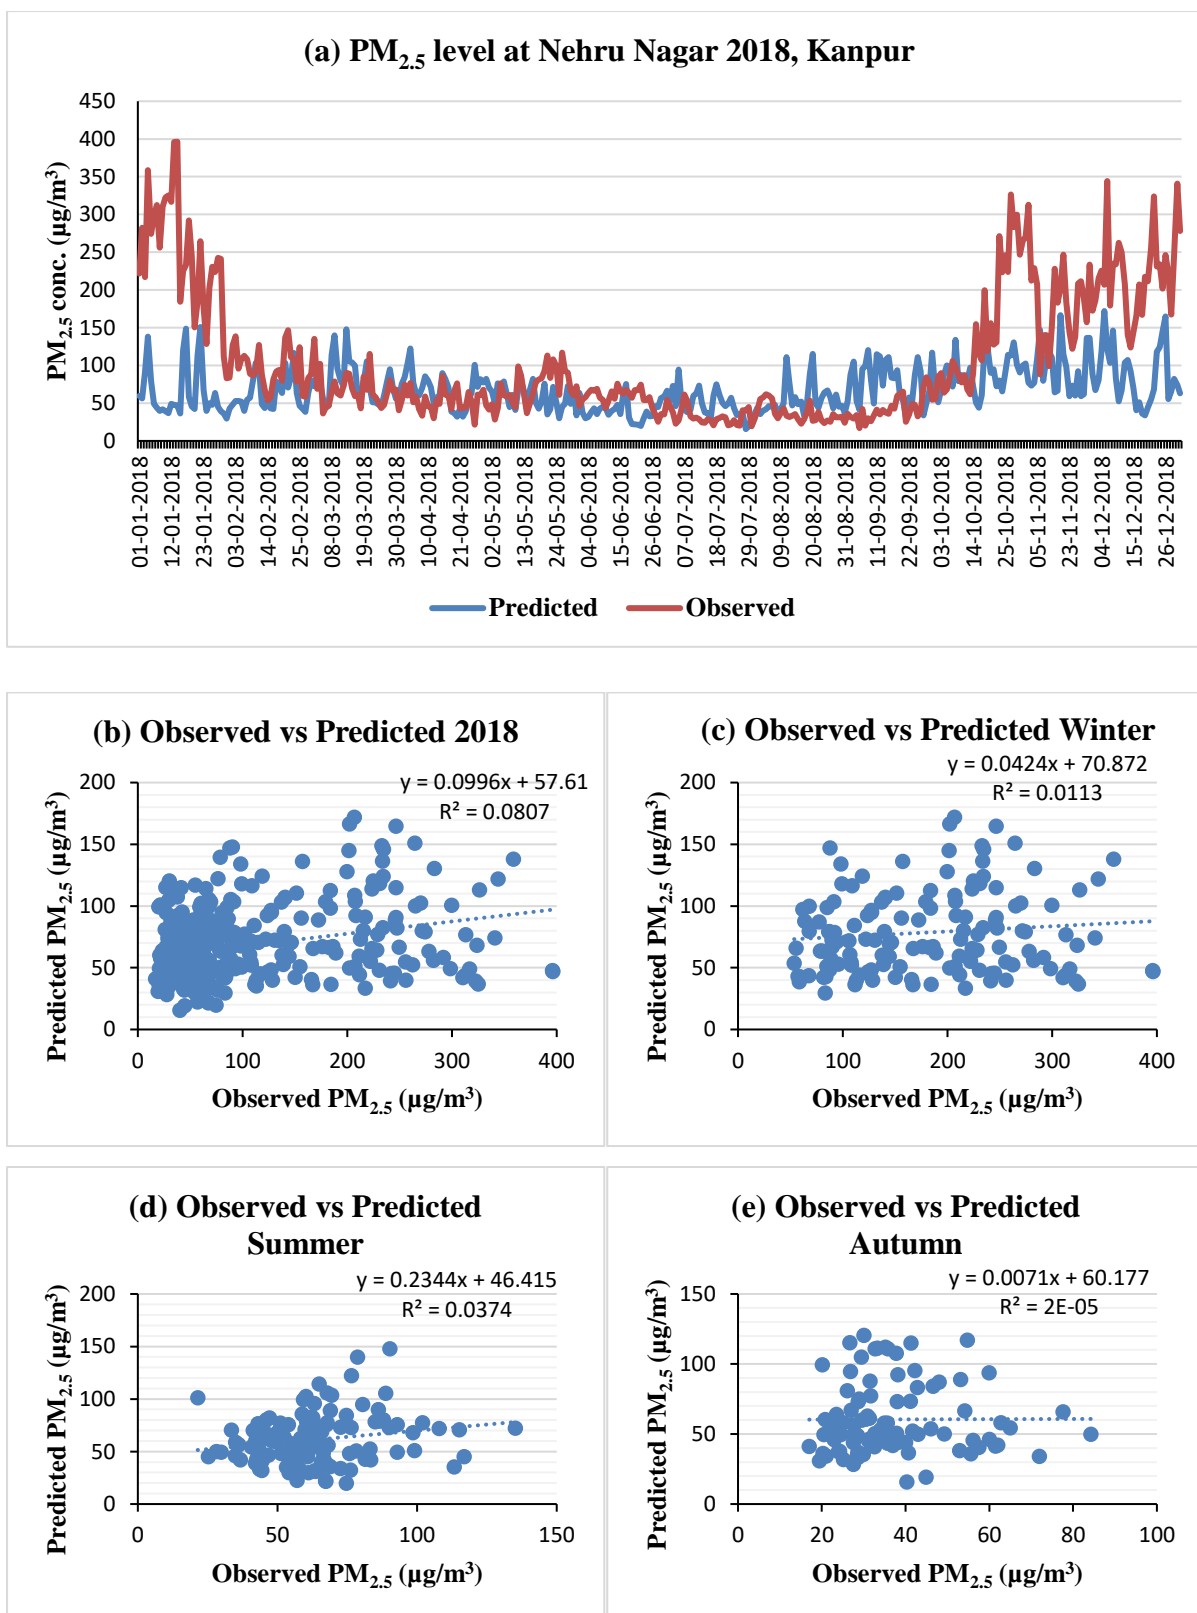 (a) PM2.5 level at Nehru Nagar 2018, Kanpur
PM2.5 conc. (µg/m³)
450
400
350
300
250
200
150
100
50
0
01-01-2018
12-01-2018
23-01-2018
03-02-2018
14-02-2018
25-02-2018
08-03-2018
19-03-2018
30-03-2018
10-04-2018
21-04-2018
02-05-2018
13-05-2018
24-05-2018
04-06-2018
15-06-2018
26-06-2018
07-07-2018
18-07-2018
29-07-2018
09-08-2018
20-08-2018
31-08-2018
11-09-2018
22-09-2018
03-10-2018
14-10-2018
25-10-2018
05-11-2018
23-11-2018
04-12-2018
15-12-2018
26-12-2018
Predicted
Observed
(b) Observed vs Predicted 2018
y = 0.0996x + 57.61
R² = 0.0807
Predicted PM2.5 (µg/m³)
200
150
100
50
0
0 100 200 300 400
Observed PM2.5 (µg/m³)
(c) Observed vs Predicted Winter
y = 0.0424x + 70.872
R² = 0.0113
Predicted PM2.5 (µg/m³)
200
150
100
50
0
0 100 200 300 400
Observed PM2.5 (µg/m³)
(d) Observed vs Predicted
Summer
y = 0.2344x + 46.415
R² = 0.0374
Predicted PM2.5 (µg/m³)
200
150
100
50
0
0 50 100 150
Observed PM2.5 (µg/m³)
(e) Observed vs Predicted
Autumn
y = 0.0071x + 60.177
R² = 2E-05
Predicted PM2.5 (µg/m³)
150
100
50
0
0 20 40 60 80 100
Observed PM2.5 (µg/m³)